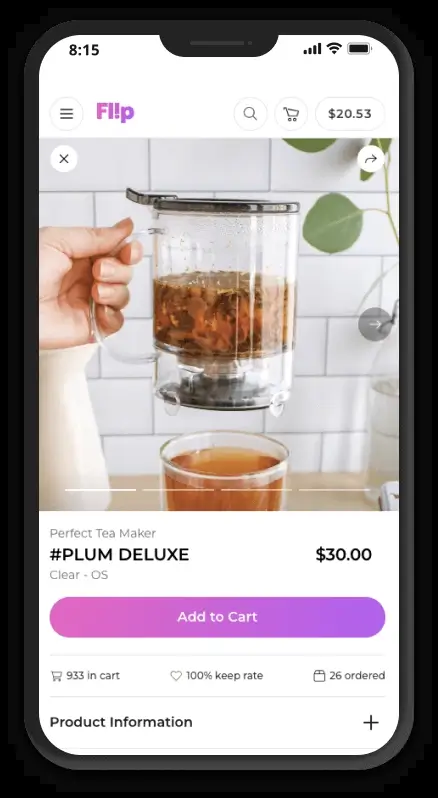 8:15
Fl!p
$20.53
Perfect Tea Maker
#PLUM DELUXE
$30.00
Clear - OS
Add to Cart
933 in cart
100% keep rate
26 ordered
Product Information